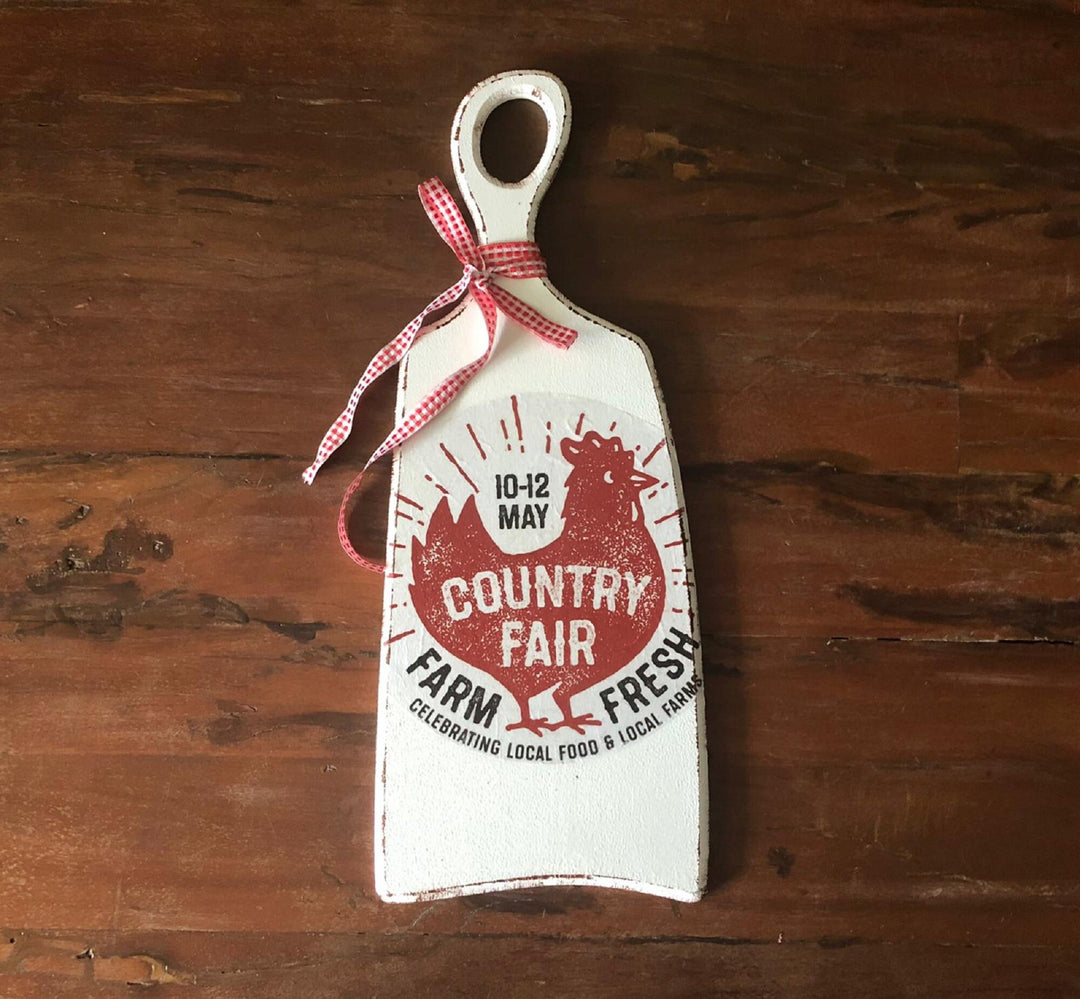 10-12
MAY
COUNTRY
FAIR
FARM FRESH
CELEBRATING LOCAL FOOD & LOCAL FARMS